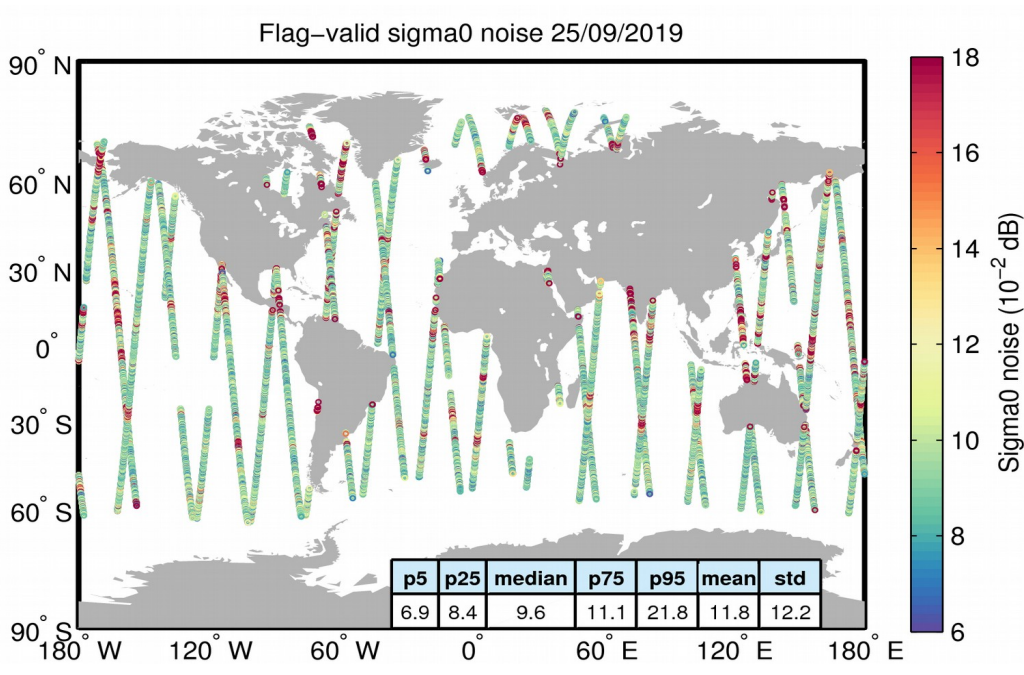 Flag−valid sigma0 noise 25/09/2019
90° N
60° N
30° N
0°
30° S
60° S
90° S
180° W
120° W
60° W
0°
60° E
120° E
180° E
p5 p25 median p75 p95 mean std
6.9 8.4 9.6 11.1 21.8 11.8 12.2
18
16
14
12
10
8
6
Sigma0 noise (10⁻² dB)